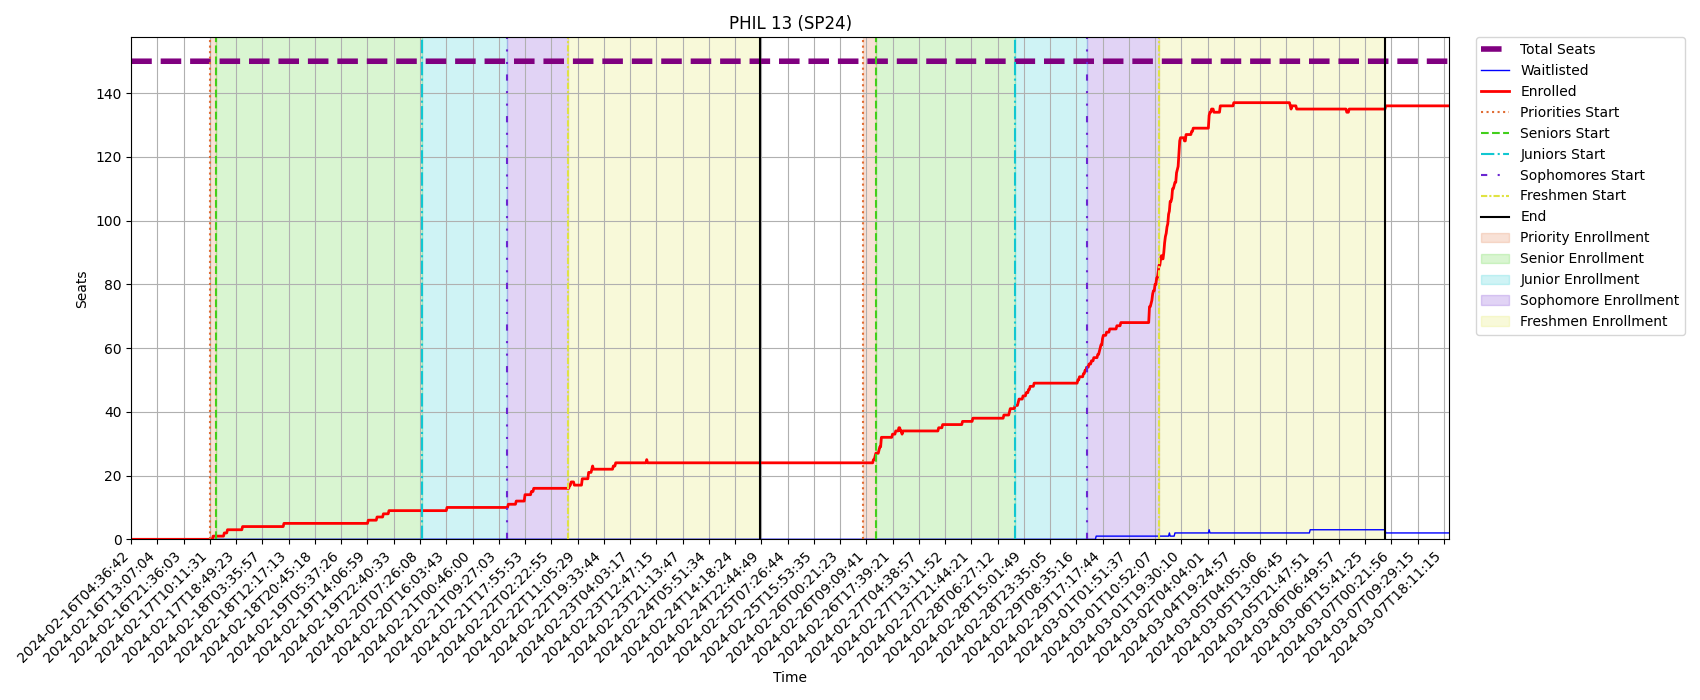 PHIL 13 (SP24)
Seats
140
120
100
80
60
40
20
0
2024-02-16T04:36:42
2024-02-16T13:07:04
2024-02-16T21:36:03
2024-02-17T10:11:31
2024-02-17T18:49:23
2024-02-18T03:35:57
2024-02-18T12:17:13
2024-02-18T20:45:18
2024-02-19T05:37:26
2024-02-19T14:06:59
2024-02-19T22:40:33
2024-02-20T07:26:08
2024-02-20T16:03:43
2024-02-21T00:46:00
2024-02-21T09:27:03
2024-02-21T17:55:53
2024-02-22T02:22:55
2024-02-22T11:05:29
2024-02-22T19:33:44
2024-02-23T04:03:17
2024-02-23T12:47:15
2024-02-23T21:13:47
2024-02-24T05:51:34
2024-02-24T14:18:24
2024-02-24T22:44:49
2024-02-25T07:26:44
2024-02-25T15:53:35
2024-02-26T00:21:23
2024-02-26T09:09:41
2024-02-26T17:39:21
2024-02-27T04:38:57
2024-02-27T13:11:52
2024-02-27T21:44:21
2024-02-28T06:27:12
2024-02-28T15:01:49
2024-02-28T23:35:05
2024-02-29T08:35:16
2024-02-29T17:17:44
2024-03-01T01:51:37
2024-03-01T10:52:07
2024-03-01T19:30:10
2024-03-02T04:04:01
2024-03-04T19:24:57
2024-03-05T04:05:06
2024-03-05T13:06:45
2024-03-05T21:47:51
2024-03-06T06:49:57
2024-03-06T15:41:25
2024-03-07T00:21:56
2024-03-07T09:29:15
2024-03-07T18:11:15
Time
Total Seats
Waitlisted
Enrolled
Priorities Start
Seniors Start
Juniors Start
Sophomores Start
Freshmen Start
End
Priority Enrollment
Senior Enrollment
Junior Enrollment
Sophomore Enrollment
Freshmen Enrollment